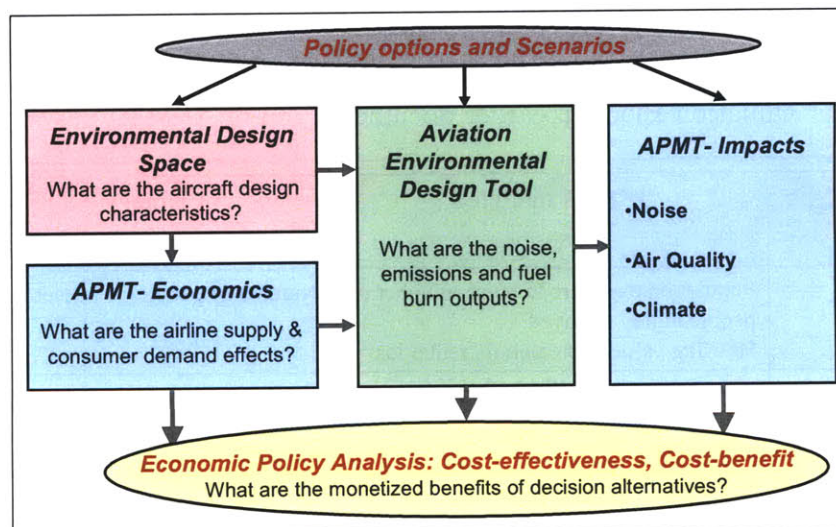 Policy options and Scenarios
Environmental Design
Space
What are the aircraft design
characteristics?
Aviation
Environmental
Design Tool
What are the noise,
emissions and fuel
burn outputs?
APMT- Impacts
•Noise
•Air Quality
•Climate
APMT- Economics
What are the airline supply &
consumer demand effects?
Economic Policy Analysis: Cost-effectiveness, Cost-benefit
What are the monetized benefits of decision alternatives?